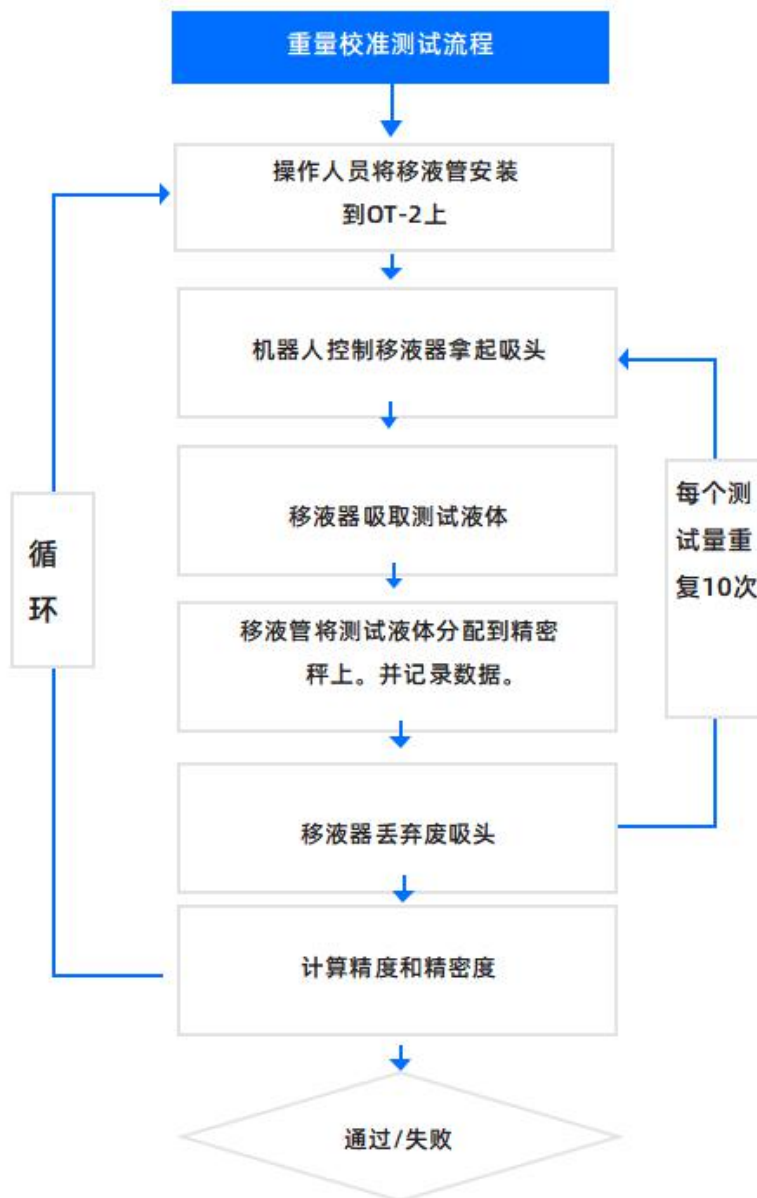 重量校准测试流程
操作人员将移液管安装
到OT-2上
机器人控制移液器拿起吸头
移液器吸取测试液体
移液管将测试液体分配到精密
秤上。并记录数据。
移液器丢弃废吸头
计算精度和精密度
通过/失败
循
环
每个测
试量重
复10次